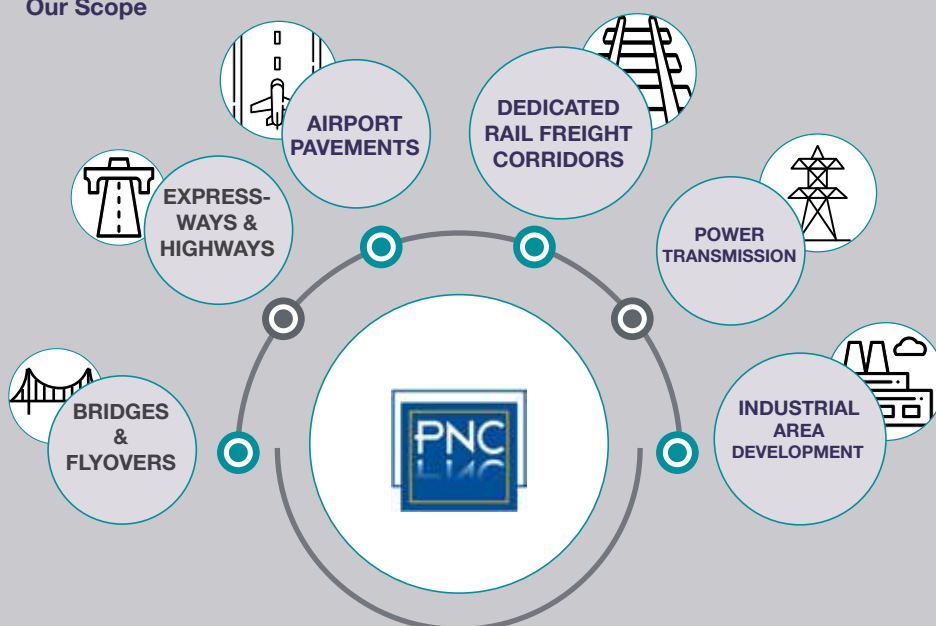 Our Scope
BRIDGES
&
FLYOVERS
EXPRESS-
WAYS &
HIGHWAYS
AIRPORT
PAVEMENTS
DEDICATED
RAIL FREIGHT
CORRIDORS
POWER
TRANSMISSION
INDUSTRIAL
AREA
DEVELOPMENT
PNC